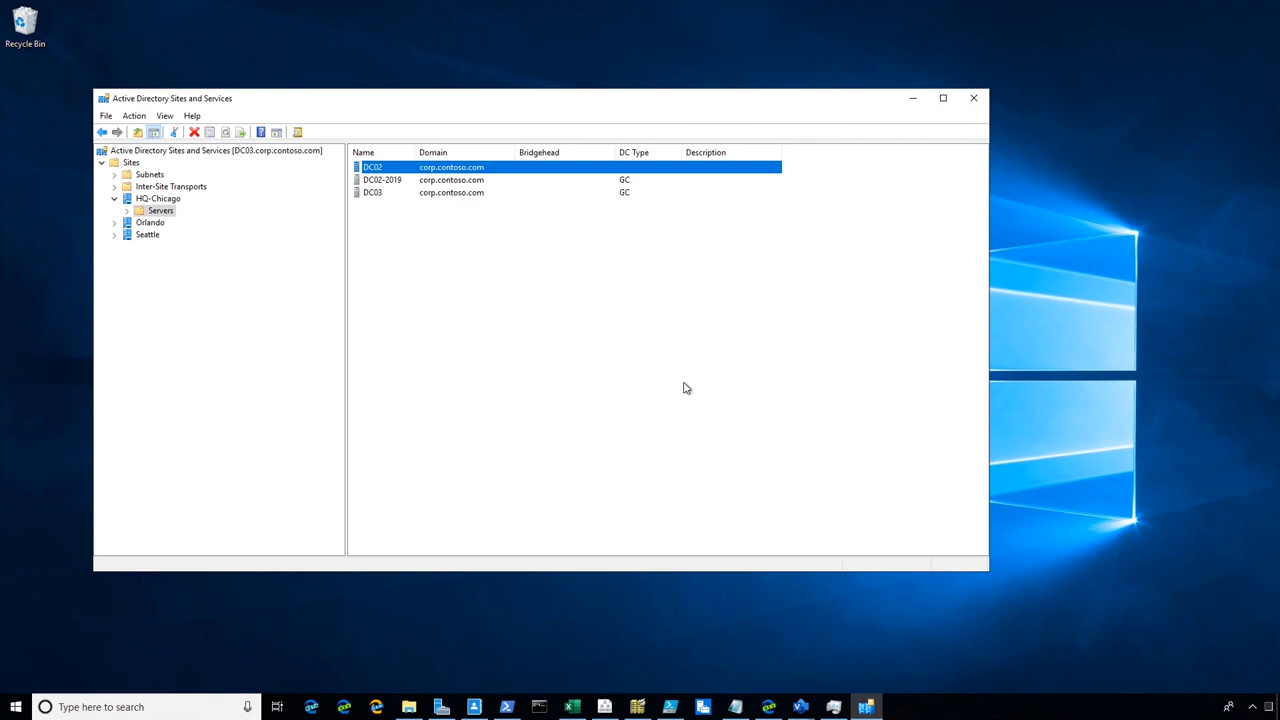 Recycle Bin
Active Directory Sites and Services
File Action View Help
Active Directory Sites and Services [DC03.corp.contoso.com]
Sites
Subnets
Inter-Site Transports
HQ-Chicago
Servers
Orlando
Seattle
Name Domain Bridgehead DC Type Description
DC02 corp.contoso.com
DC02-2019 corp.contoso.com GC
DC03 corp.contoso.com GC
Type here to search